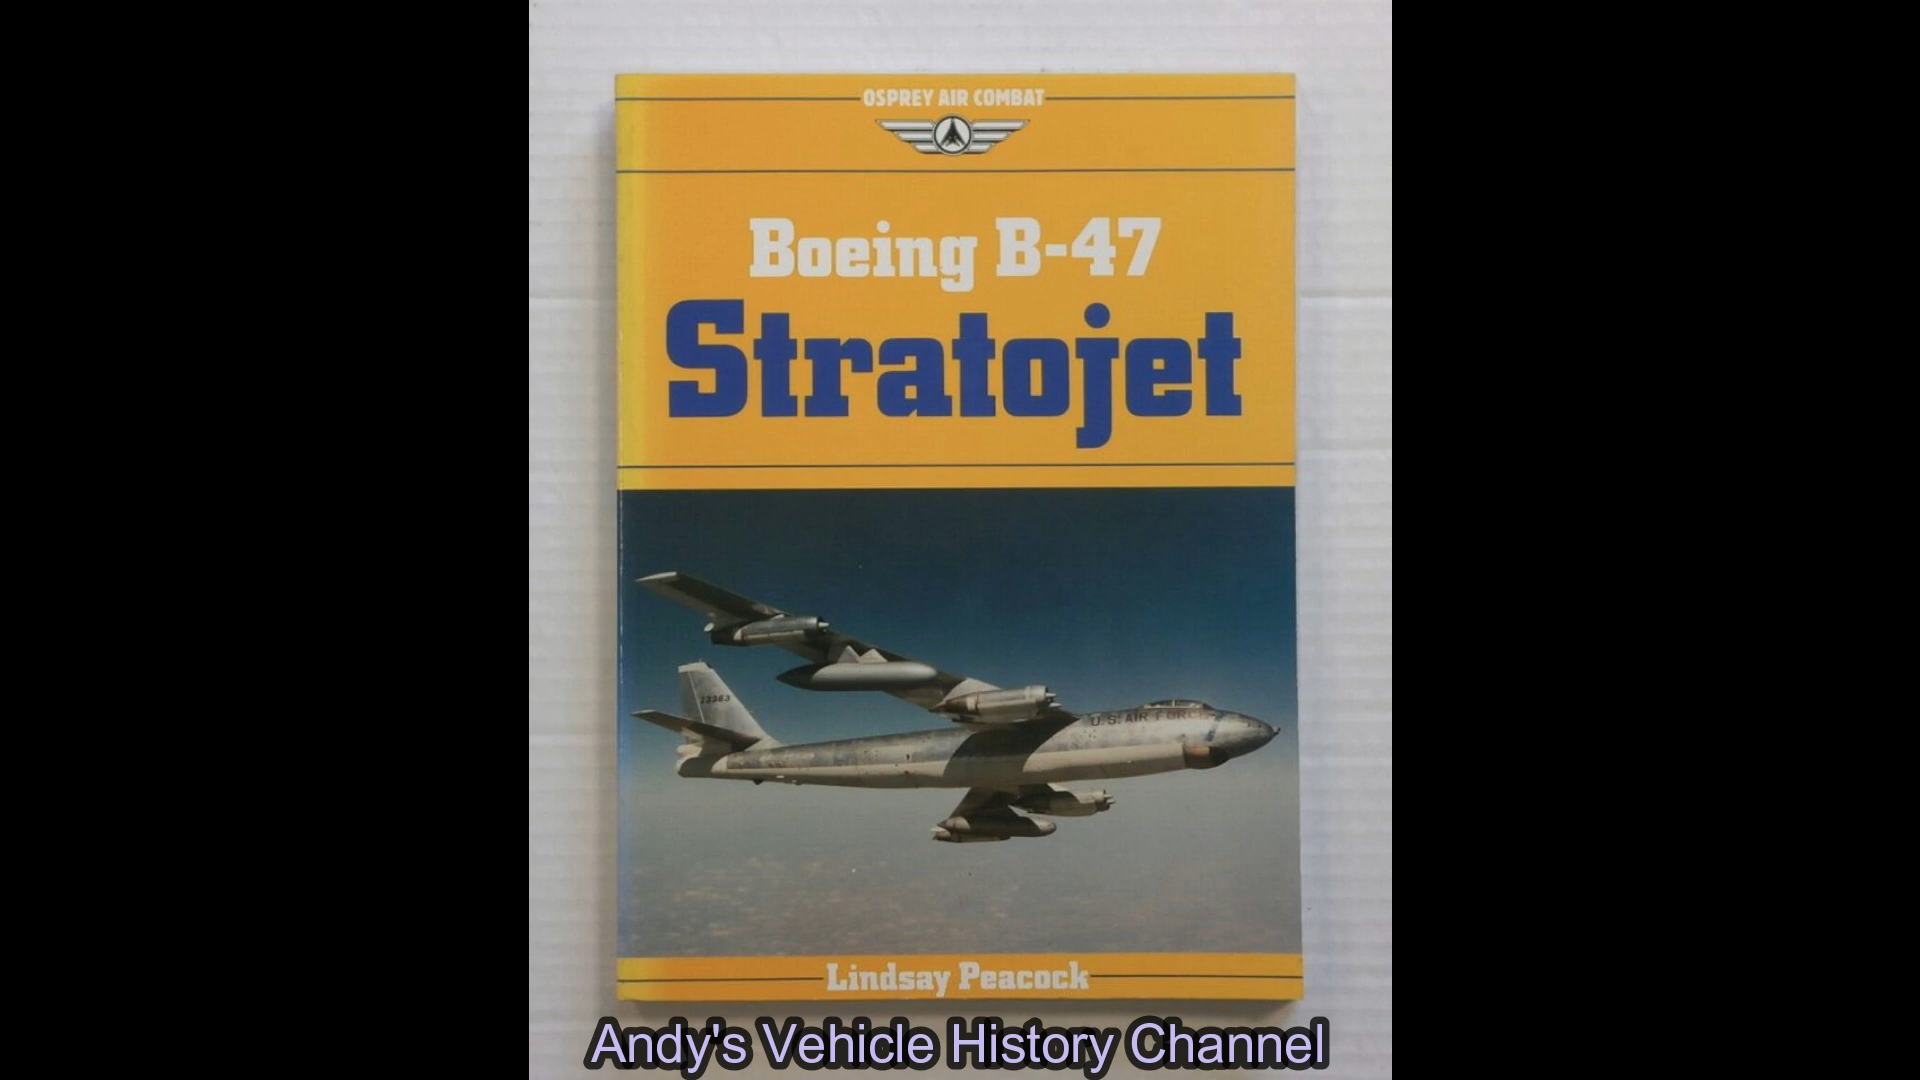 OSPREY AIR COMBAT
Boeing B-47
Stratojet
23363
U.S. AIR FORCE
Lindsay Peacock
Andy's Vehicle History Channel